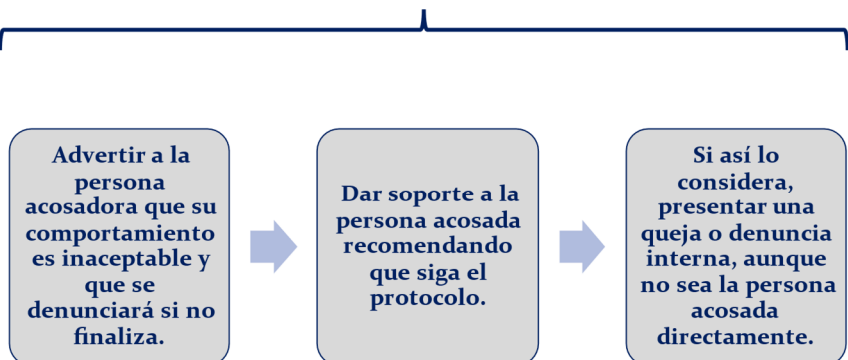 Advertir a la
persona
acosadora que su
comportamiento
es inaceptable y
que se
denunciará si no
finaliza.
Dar soporte a la
persona acosada
recomendando
que siga el
protocolo.
Si así lo
considera,
presentar una
queja o denuncia
interna, aunque
no sea la persona
acosada
directamente.